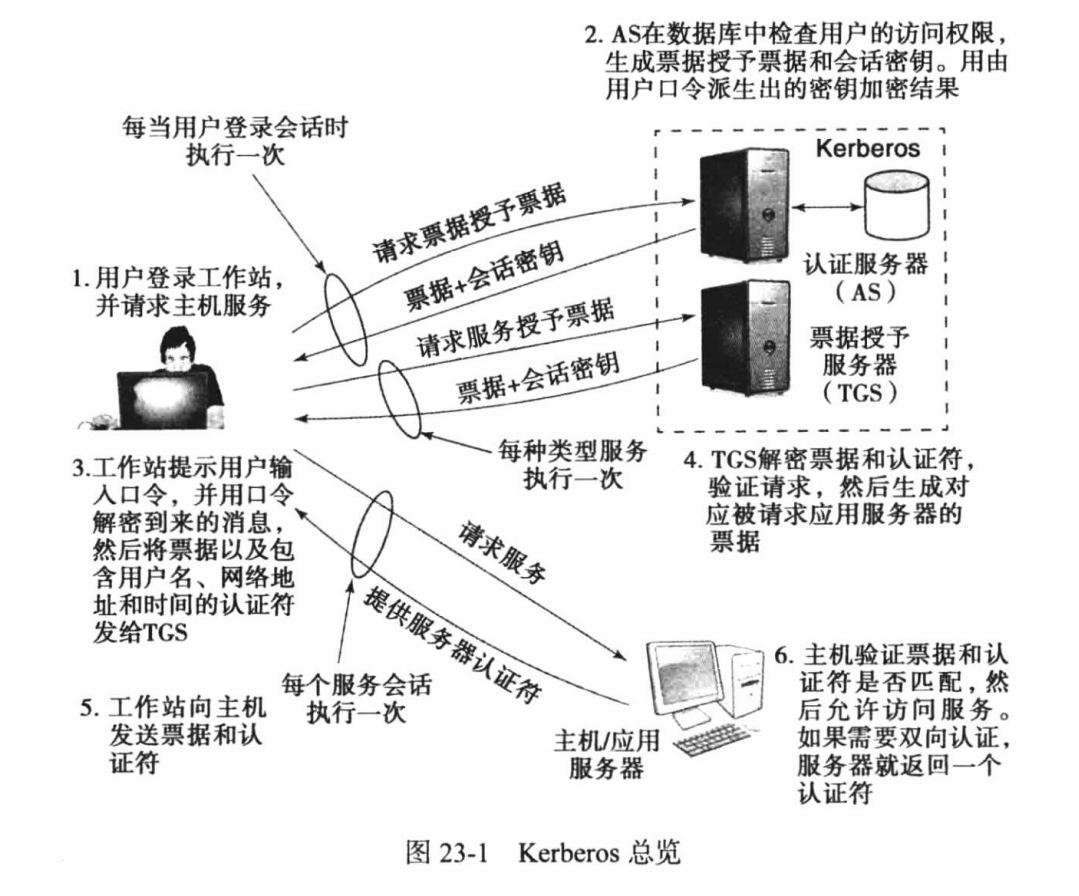 2. AS在数据库中检查用户的访问权限，
生成票据授予票据和会话密钥。用由
用户口令派生出的密钥加密结果
每当用户登录会话时
执行一次
Kerberos
请求票据授予票据
票据+会话密钥
认证服务器
（AS）
1. 用户登录工作站，
并请求主机服务
请求服务授予票据
票据+会话密钥
票据授予
服务器
（TGS）
每种类型服务
执行一次
3.工作站提示用户输
入口令，并用口令
解密到来的消息，
然后将票据以及包
含用户名、网络地
址和时间的认证符
发给TGS
4. TGS解密票据和认证符，
验证请求，然后生成对
应被请求应用服务器的
票据
请求服务
提供服务器认证符
每个服务会话
执行一次
5. 工作站向主机
发送票据和认
证符
主机/应用
服务器
6. 主机验证票据和认
证符是否匹配，然
后允许访问服务。
如果需要双向认证，
服务器就返回一个
认证符
图 23-1 Kerberos 总览